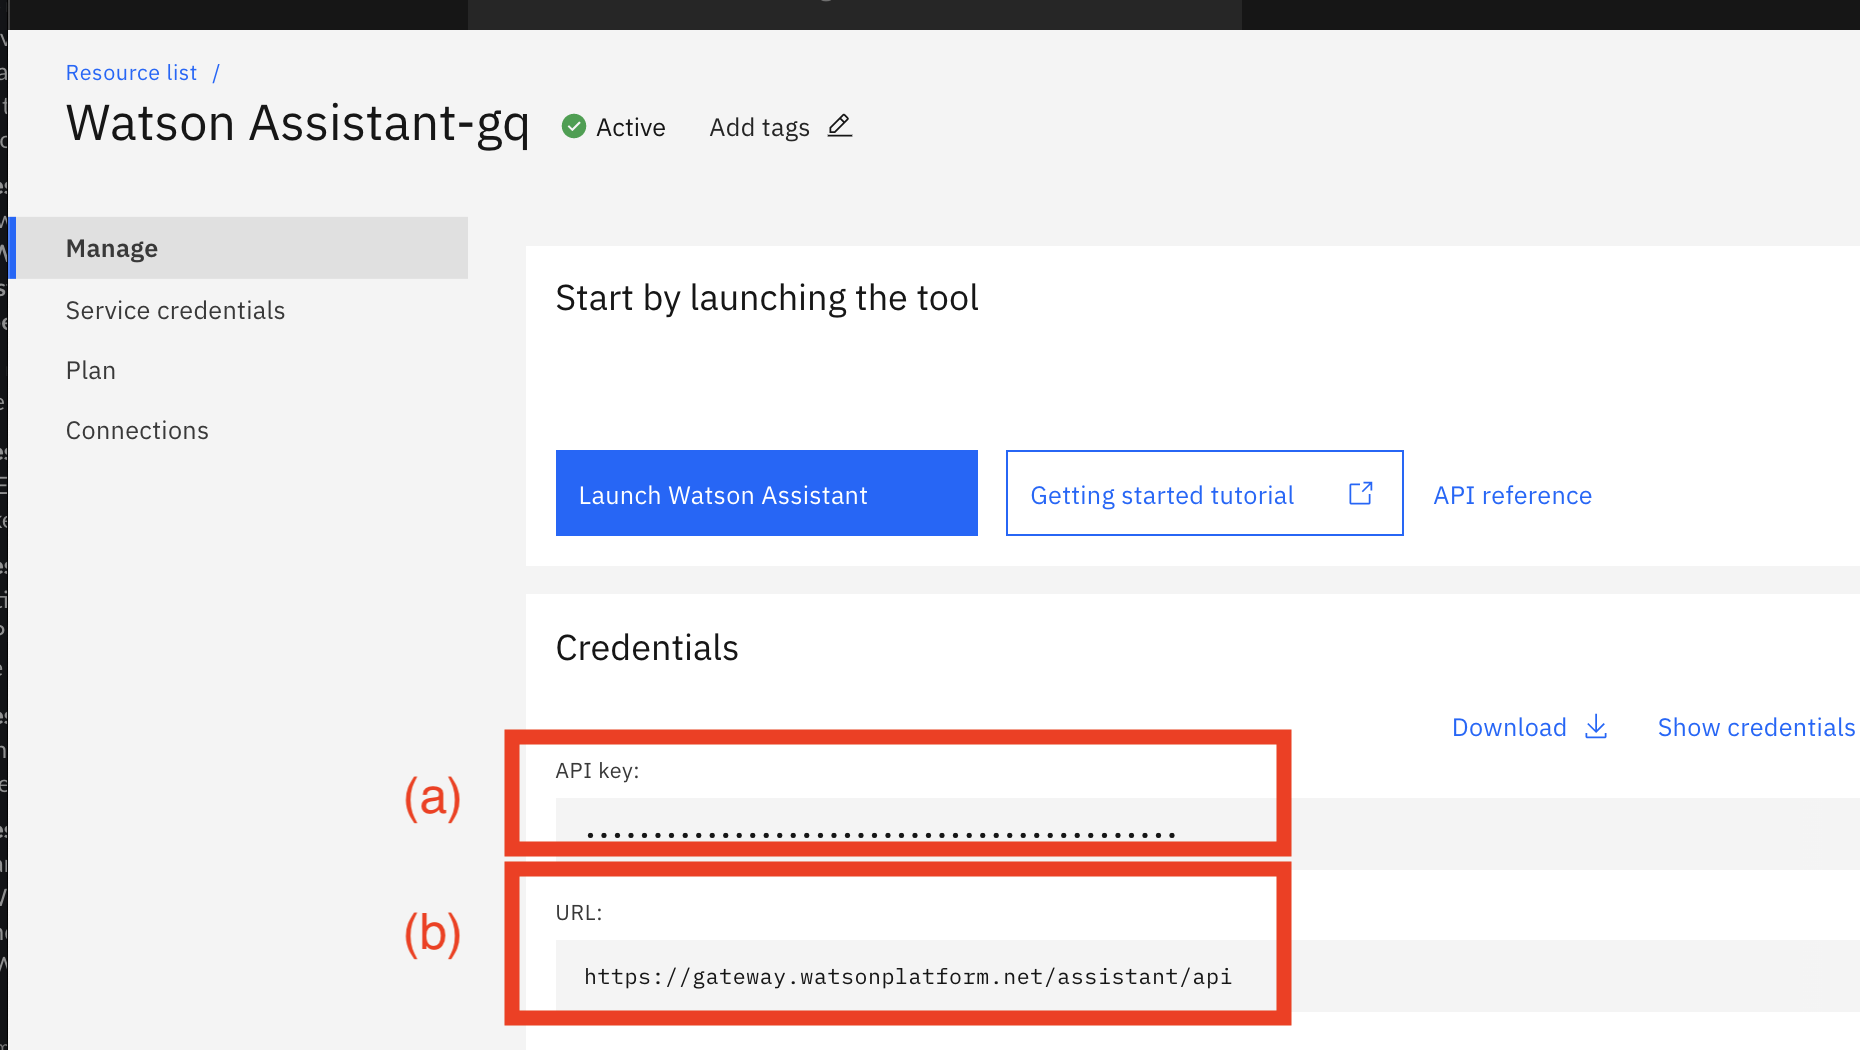 Resource list /
Watson Assistant-gq Active Add tags
Manage
Service credentials
Plan
Connections
Start by launching the tool
Launch Watson Assistant Getting started tutorial API reference
Credentials
Download Show credentials
(a)
API key:
••••••••••••••••••••••••••••••••••••••••••••
(b)
URL:
https://gateway.watsonplatform.net/assistant/api